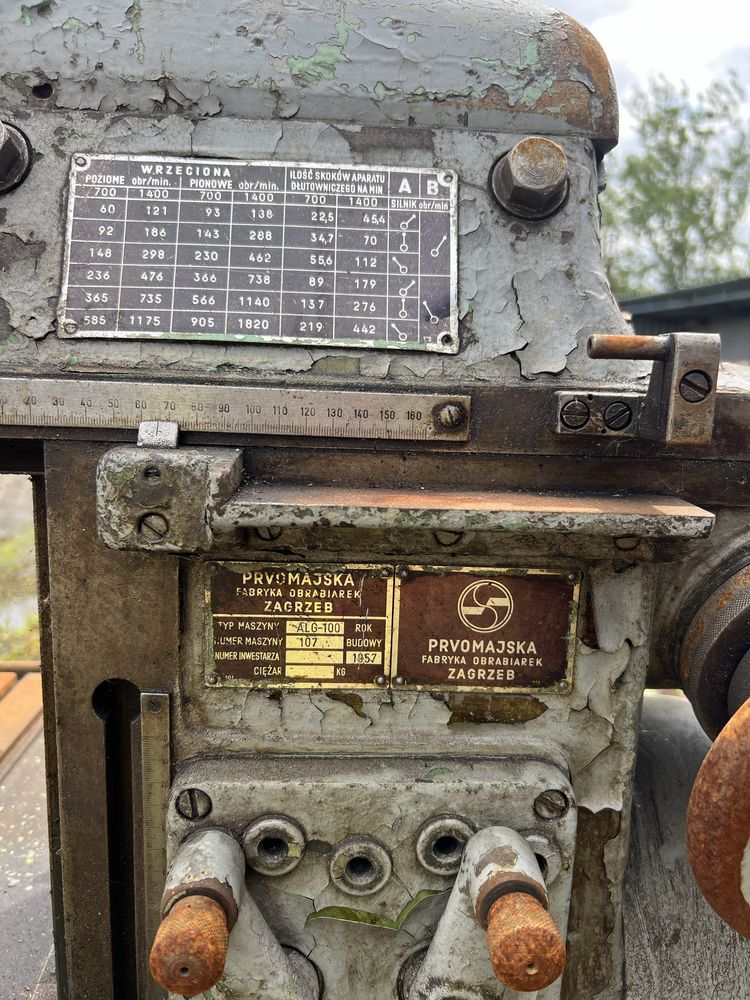 WRZECIONA
POZIOME obr/min. PIONOWE obr/min. ILOŚĆ SKOKÓW APARATU DŁUTOWNICZEGO NA MIN A B
700 1400 700 1400 700 1400 SILNIK obr/min
60 121 93 138 22,5 45,4
92 186 143 288 34,7 70
148 298 230 462 55,6 112
236 476 366 738 89 179
365 735 566 1140 137 276
585 1175 905 1820 219 442
20 30 40 50 60 70 80 90 100 110 120 130 140 150 160
PRVOMAJSKA
FABRYKA OBRABIAREK
ZAGRZEB
TYP MASZYNY ALG-100 ROK
NUMER MASZYNY 107 BUDOWY
NUMER INWESTARZA 1957
CIĘŻAR KG
PRVOMAJSKA
FABRYKA OBRABIAREK
ZAGRZEB